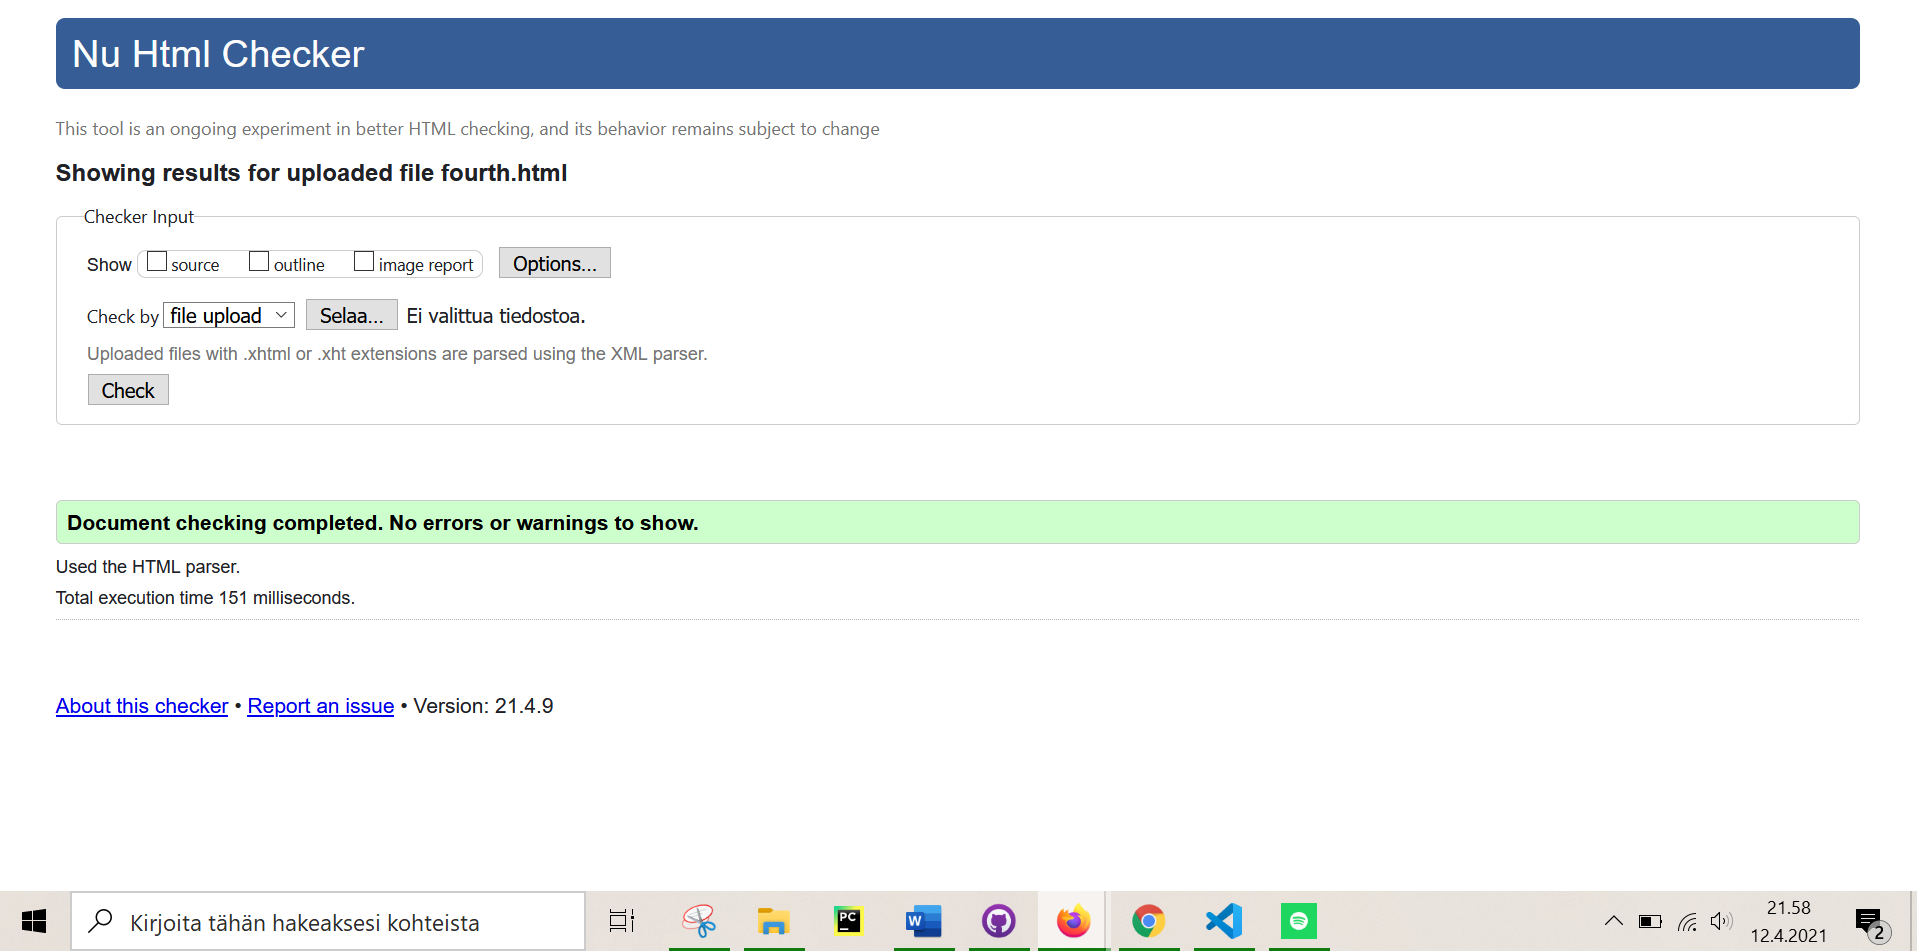 Nu Html Checker
This tool is an ongoing experiment in better HTML checking, and its behavior remains subject to change
Showing results for uploaded file fourth.html
Checker Input
Show source outline image report Options...
Check by file upload Selaa... Ei valittua tiedostoa.
Uploaded files with .xhtml or .xht extensions are parsed using the XML parser.
Check
Document checking completed. No errors or warnings to show.
Used the HTML parser.
Total execution time 151 milliseconds.
About this checker • Report an issue • Version: 21.4.9
Kirjoita tähän hakeaksesi kohteista
PC
W
21.58
12.4.2021
2